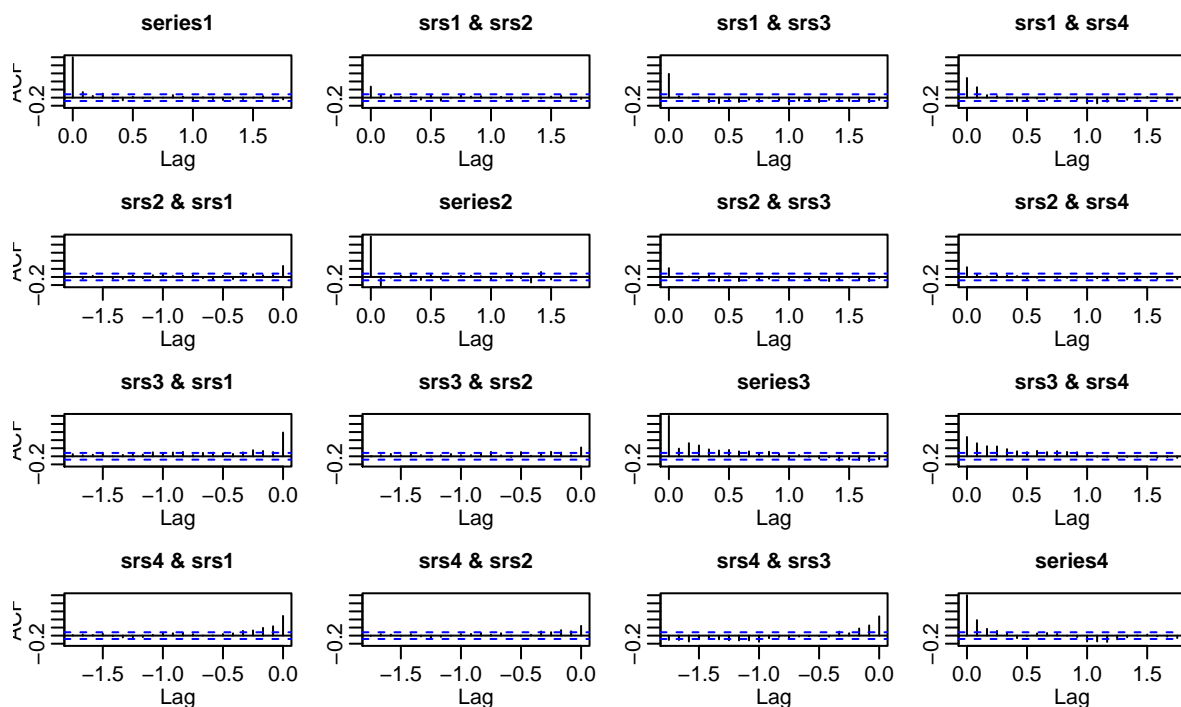 series1 srs1 & srs2 srs1 & srs3 srs1 & srs4
ACF
−0.2 −0.2 −0.2 −0.2
0.0 0.5 1.0 1.5 0.0 0.5 1.0 1.5 0.0 0.5 1.0 1.5 0.0 0.5 1.0 1.5
Lag Lag Lag Lag
srs2 & srs1 series2 srs2 & srs3 srs2 & srs4
ACF
−0.2 −0.2 −0.2 −0.2
−1.5 −1.0 −0.5 0.0 0.0 0.5 1.0 1.5 0.0 0.5 1.0 1.5 0.0 0.5 1.0 1.5
Lag Lag Lag Lag
srs3 & srs1 srs3 & srs2 series3 srs3 & srs4
ACF
−0.2 −0.2 −0.2 −0.2
−1.5 −1.0 −0.5 0.0 −1.5 −1.0 −0.5 0.0 0.0 0.5 1.0 1.5 0.0 0.5 1.0 1.5
Lag Lag Lag Lag
srs4 & srs1 srs4 & srs2 srs4 & srs3 series4
ACF
−0.2 −0.2 −0.2 −0.2
−1.5 −1.0 −0.5 0.0 −1.5 −1.0 −0.5 0.0 −1.5 −1.0 −0.5 0.0 0.0 0.5 1.0 1.5
Lag Lag Lag Lag